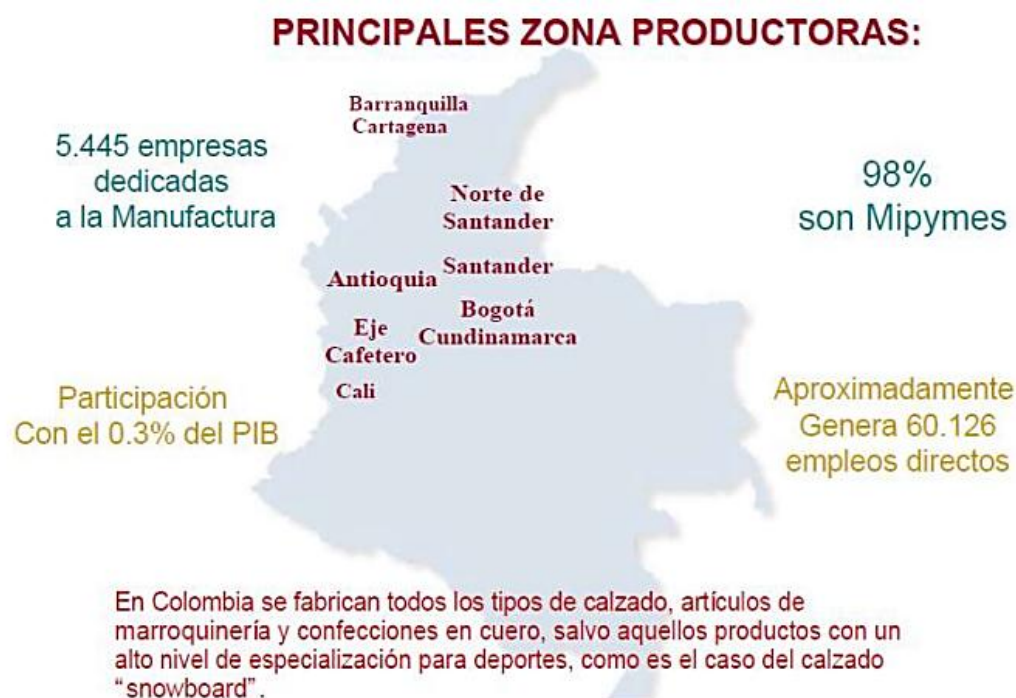 PRINCIPALES ZONA PRODUCTORAS:
Barranquilla
Cartagena
5.445 empresas
dedicadas
a la Manufactura
98%
son Mipymes
Norte de
Santander
Santander
Antioquia
Bogotá
Cundinamarca
Eje
Cafetero
Cali
Participación
Con el 0.3% del PIB
Aproximadamente
Genera 60.126
empleos directos
En Colombia se fabrican todos los tipos de calzado, artículos de
marroquinería y confecciones en cuero, salvo aquellos productos con un
alto nivel de especialización para deportes, como es el caso del calzado
“snowboard”.